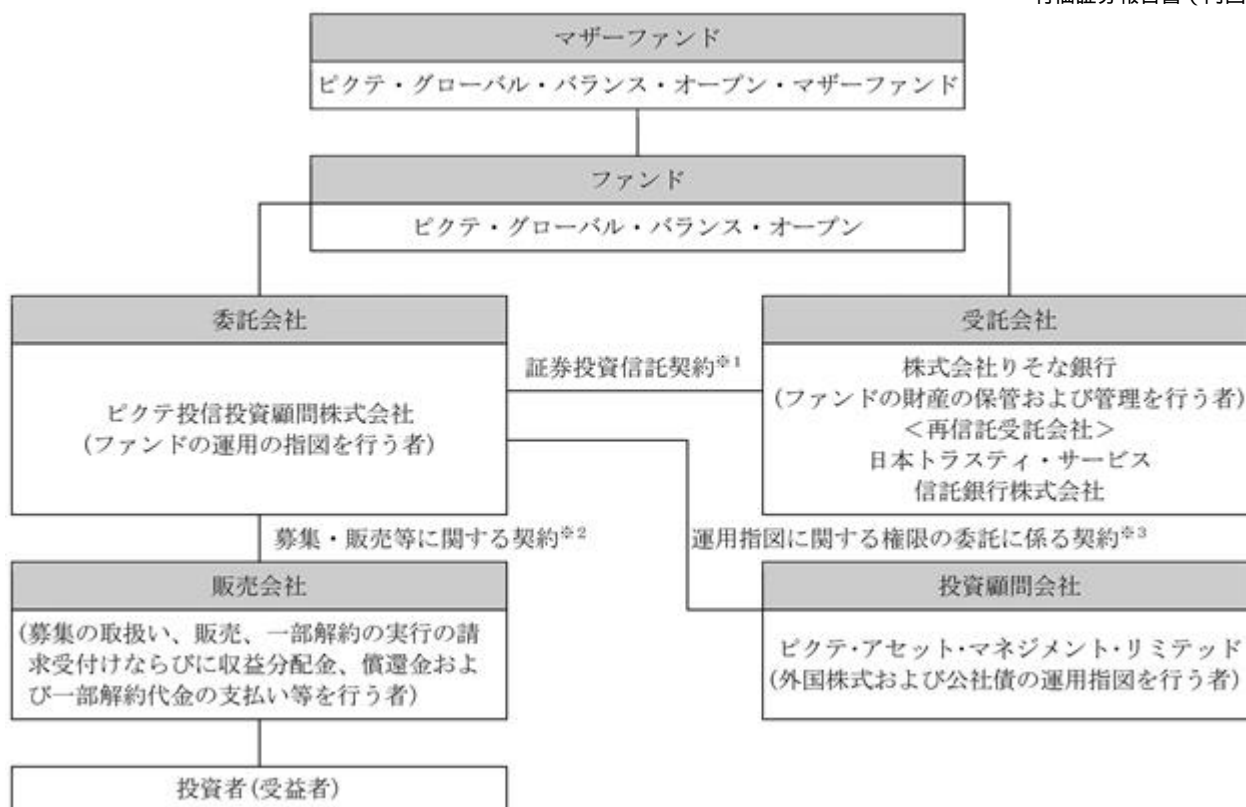 マザーファンド
ピクテ・グローバル・バランス・オープン・マザーファンド
ファンド
ピクテ・グローバル・バランス・オープン
委託会社
ピクテ投信投資顧問株式会社
(ファンドの運用の指図を行う者)
証券投資信託契約※1
受託会社
株式会社りそな銀行
(ファンドの財産の保管および管理を行う者)
<再信託受託会社>
日本トラスティ・サービス
信託銀行株式会社
募集・販売等に関する契約※2
運用指図に関する権限の委託に係る契約※3
販売会社
(募集の取扱い、販売、一部解約の実行の請
求受付けならびに収益分配金、償還金およ
び一部解約代金の支払い等を行う者)
投資顧問会社
ピクテ・アセット・マネジメント・リミテッド
(外国株式および公社債の運用指図を行う者)
投資者(受益者)